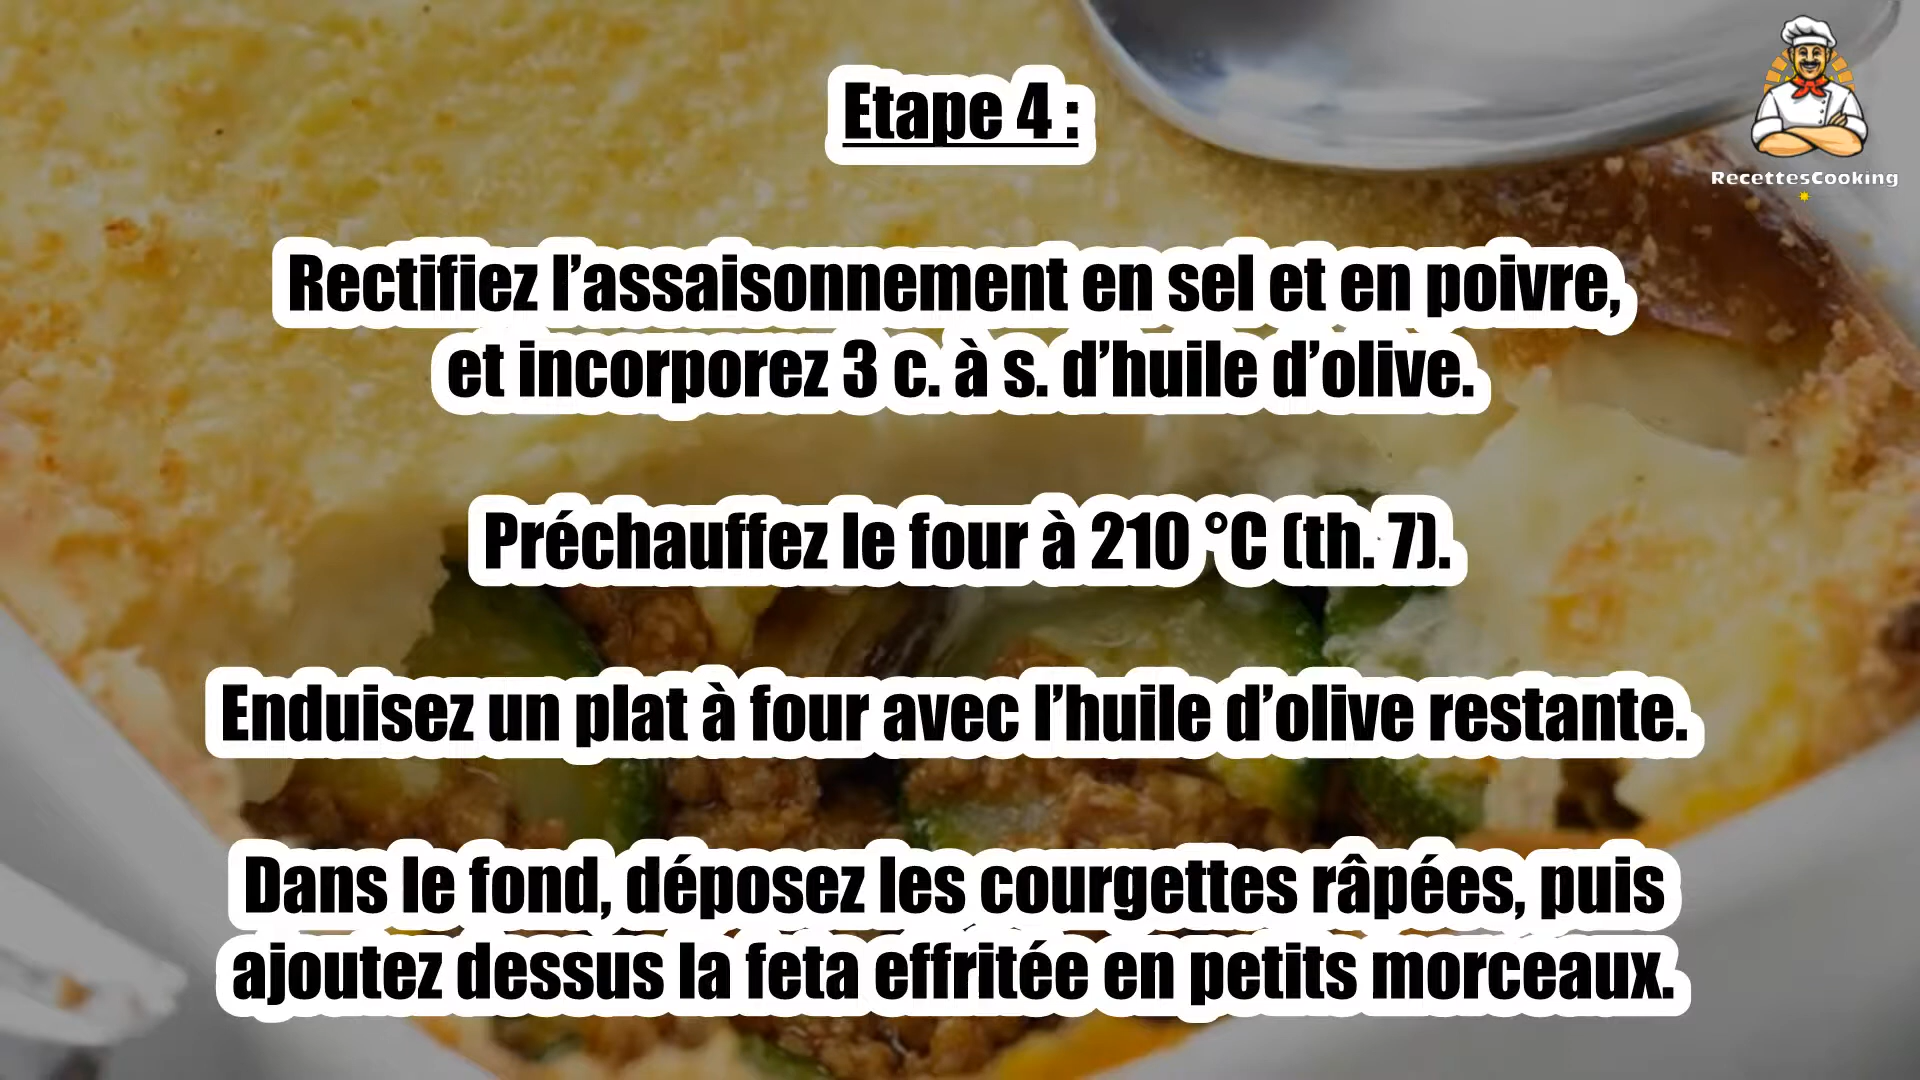 Etape 4 :
RecettesCooking
Rectifiez l’assaisonnement en sel et en poivre,
et incorporez 3 c. à s. d’huile d’olive.
Préchauffez le four à 210 °C (th. 7).
Enduisez un plat à four avec l’huile d’olive restante.
Dans le fond, déposez les courgettes râpées, puis
ajoutez dessus la feta effritée en petits morceaux.